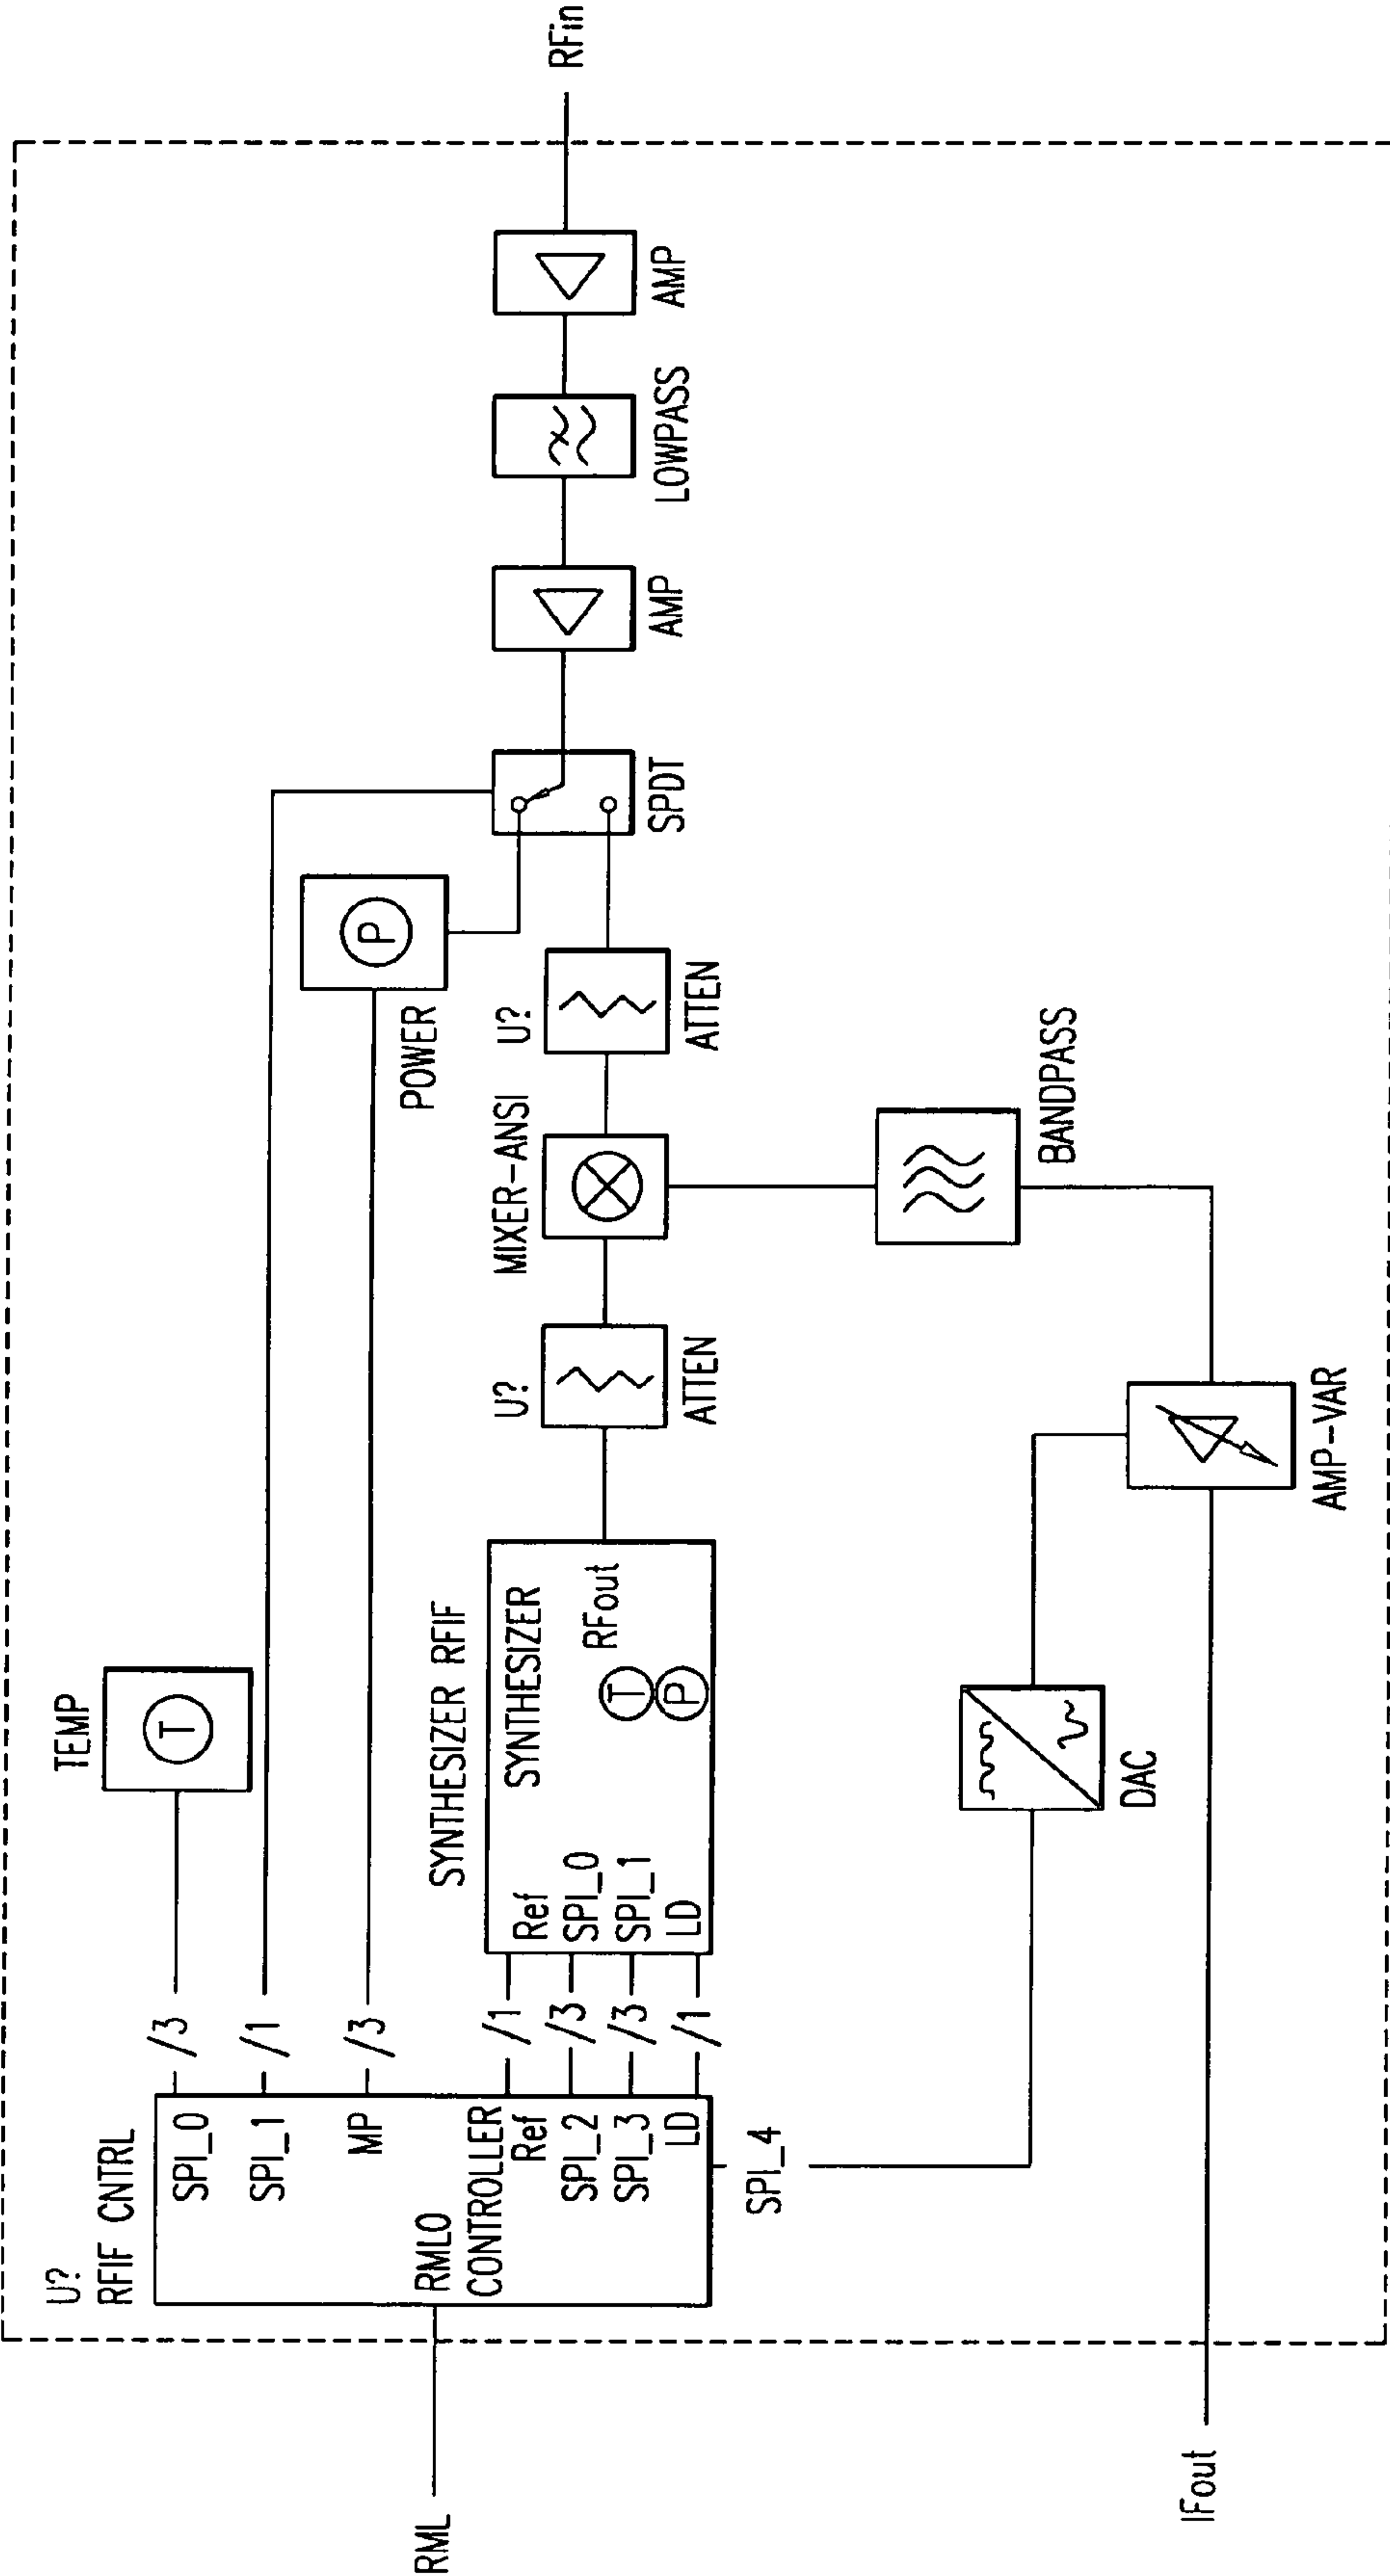 U?
RFIF CNTRL
TEMP
T
SPI_0
/3
SPI_1
/1
MP
/3
RMLO
CONTROLLER
Ref
SPI_2
SPI_3
LD
/1
/3
/3
/1
SPI_4
RML
SYNTHESIZER RFIF
SYNTHESIZER
RFout
T
P
Ref
SPI_0
SPI_1
LD
U?
ATTEN
MIXER-ANSI
U?
ATTEN
POWER
P
SPDT
AMP
LOWPASS
AMP
RFin
BANDPASS
DAC
AMP-VAR
IFout